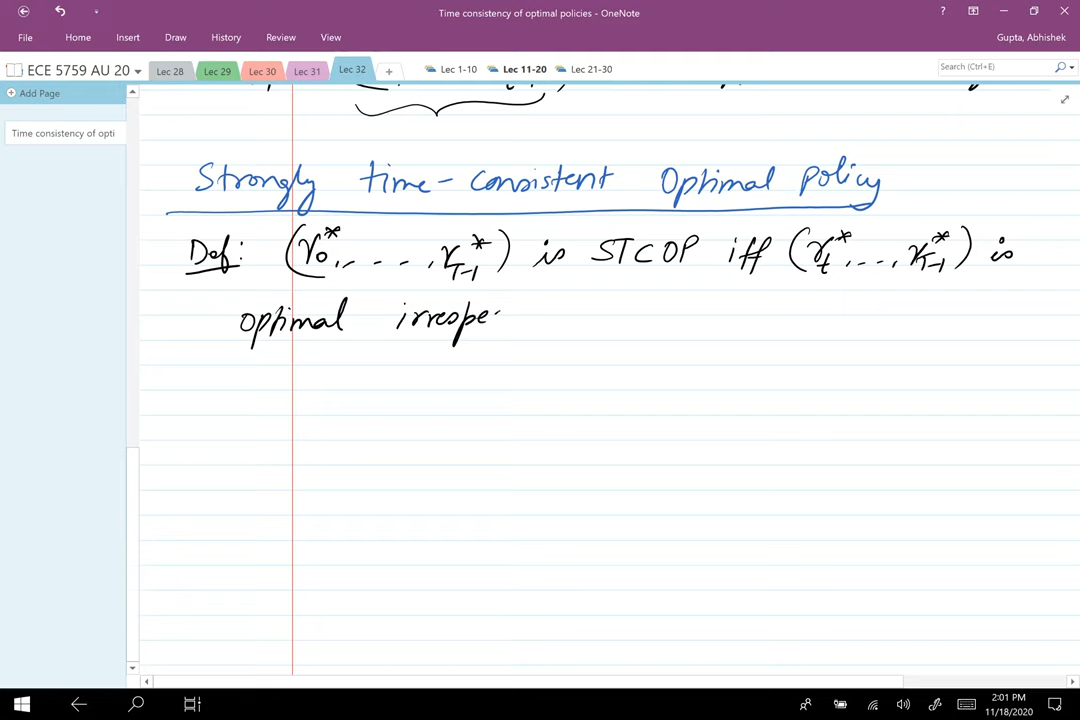 Time consistency of optimal policies - OneNote
? Gupta, Abhishek
File Home Insert Draw History Review View
ECE 5759 AU 20 Lec 28 Lec 29 Lec 30 Lec 31 Lec 32 + Lec 1-10 Lec 11-20 Lec 21-30 Search (Ctrl+E)
Add Page
Time consistency of opti
Strongly time-consistent Optimal Policy
Def: (γ₀*, ..., γ_{T-1}*) is STCOP iff (γ_t*, ..., γ_{T-1}*) is
optimal irrespe
2:01 PM
11/18/2020